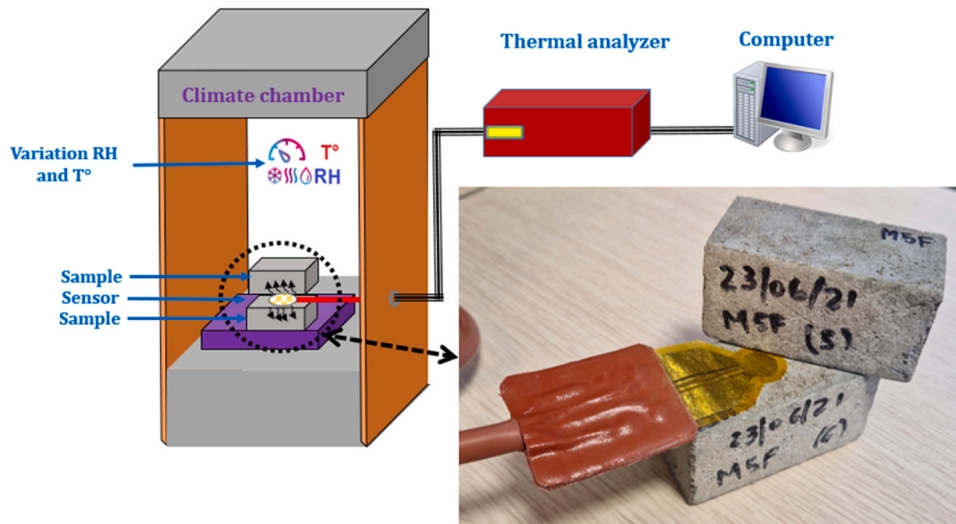 Thermal analyzer
Computer
Climate chamber
Variation RH
and T°
T°
RH
Sample
Sensor
Sample
M5F
23/06/21
M5F (5)
23/06/21
M5F (6)